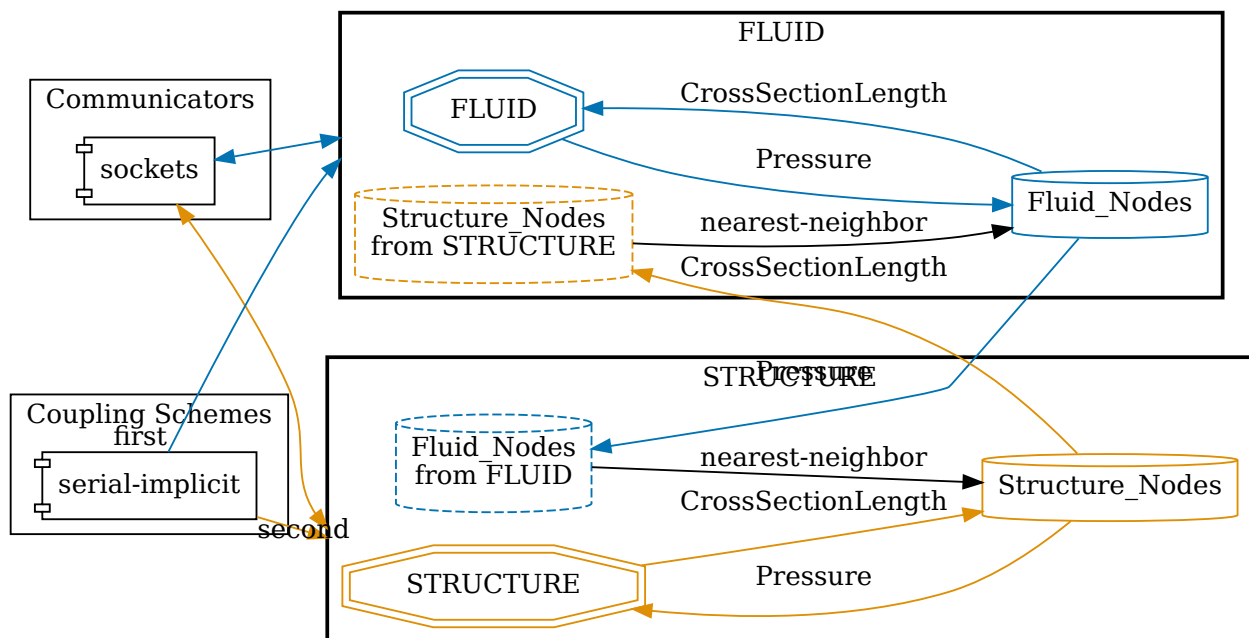 FLUID
Communicators
FLUID
CrossSectionLength
sockets
Pressure
Structure_Nodes
from STRUCTURE
nearest-neighbor
Fluid_Nodes
CrossSectionLength
Pressure
STRUCTURE
Coupling Schemes
first
serial-implicit
Fluid_Nodes
from FLUID
nearest-neighbor
Structure_Nodes
CrossSectionLength
second
STRUCTURE
Pressure